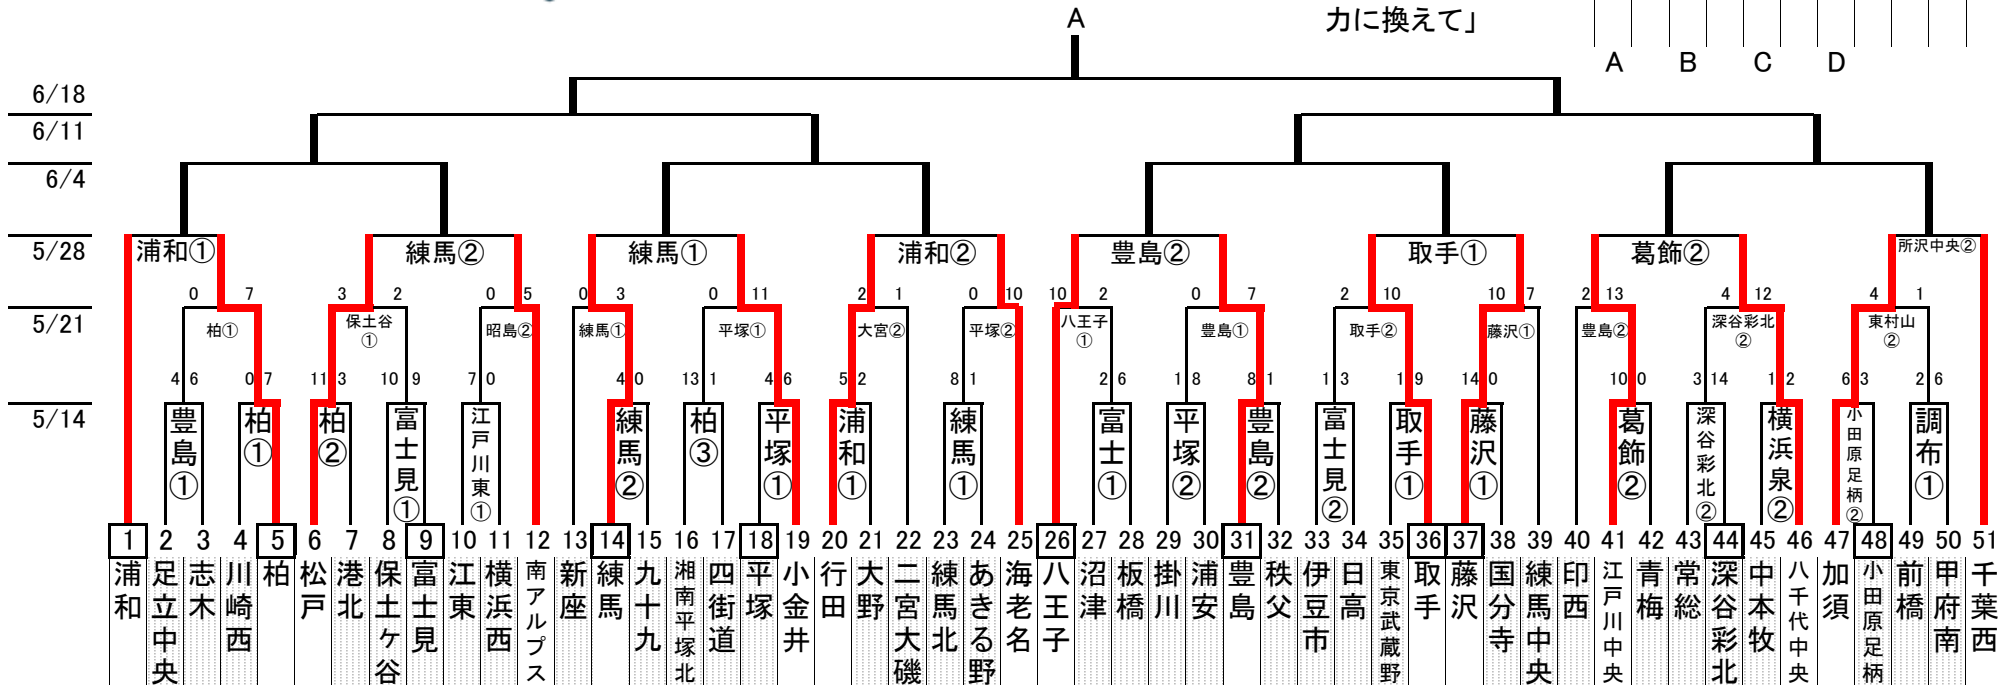 A
力に換えて」
A B C D
6/18
6/11
6/4
5/28
浦和① 練馬② 練馬① 浦和② 豊島② 取手① 葛飾② 所沢中央②
0 7 3 2 0 5 0 3 0 11 2 1 0 10 10 2 0 7 2 10 10 7 2 13 4 12 4 1
5/21
柏① 保土谷① 昭島② 練馬① 平塚① 大宮② 平塚② 八王子① 豊島① 取手② 藤沢① 豊島② 深谷彩北② 東村山②
4 6 0 7 11 3 10 9 7 0 4 0 13 1 4 6 5 2 8 1 2 6 1 8 8 1 1 3 1 9 14 0 10 0 3 14 1 2 6 3 2 6
5/14
豊島① 柏① 柏② 富士見① 江戸川東① 練馬② 柏③ 平塚① 浦和① 練馬① 富士① 平塚② 豊島② 富士見② 取手① 藤沢① 葛飾② 深谷彩北② 横浜泉② 小田原足柄② 調布①
1 2 3 4 5 6 7 8 9 10 11 12 13 14 15 16 17 18 19 20 21 22 23 24 25 26 27 28 29 30 31 32 33 34 35 36 37 38 39 40 41 42 43 44 45 46 47 48 49 50 51
浦和 足立中央 志木 川崎西 柏 松戸 港北 保土ヶ谷 富士見 江東 横浜西 南アルプス 新座 練馬 九十九 湘南平塚北 四街道 平塚 小金井 行田 大野 二宮大磯 練馬北 あきる野 海老名 八王子 沼津 板橋 掛川 浦安 豊島 秩父 伊豆市 日高 東京武蔵野 取手 藤沢 国分寺 練馬中央 印西 江戸川中央 青梅 常総 深谷彩北 中本牧 八千代中央 加須 小田原足柄 前橋 甲府南 千葉西